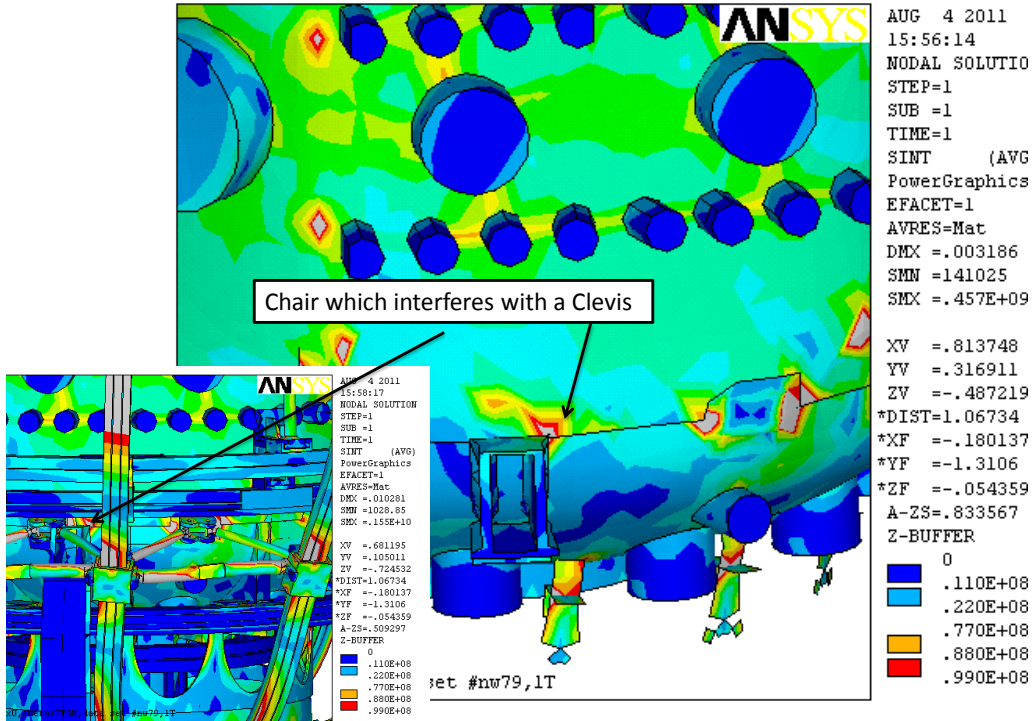 ANSYS
AUG 4 2011
15:56:14
NODAL SOLUTIO
STEP=1
SUB =1
TIME=1
SINT (AVG
PowerGraphics
EFACET=1
AVRES=Mat
DMX =.003186
SMN =141025
SMX =.457E+09
XV =.813748
YV =.316911
ZV =-.487219
*DIST=1.06734
*XF =-.180137
*YF =-1.3106
*ZF =-.054359
A-ZS=.833567
Z-BUFFER
0
.110E+08
.220E+08
.770E+08
.880E+08
.990E+08
Chair which interferes with a Clevis
ANSYS
AUG 4 2011
15:58:17
NODAL SOLUTION
STEP=1
SUB =1
TIME=1
SINT (AVG)
PowerGraphics
EFACET=1
AVRES=Mat
DMX =.010281
SMN =1028.85
SMX =.155E+10
XV =.681195
YV =.105011
ZV =-.724532
*DIST=1.06734
*XF =-.180137
*YF =-1.3106
*ZF =-.054359
A-ZS=.509297
Z-BUFFER
0
.110E+08
.220E+08
.770E+08
.880E+08
.990E+08
set #nw79,1T
set #nw79,1T